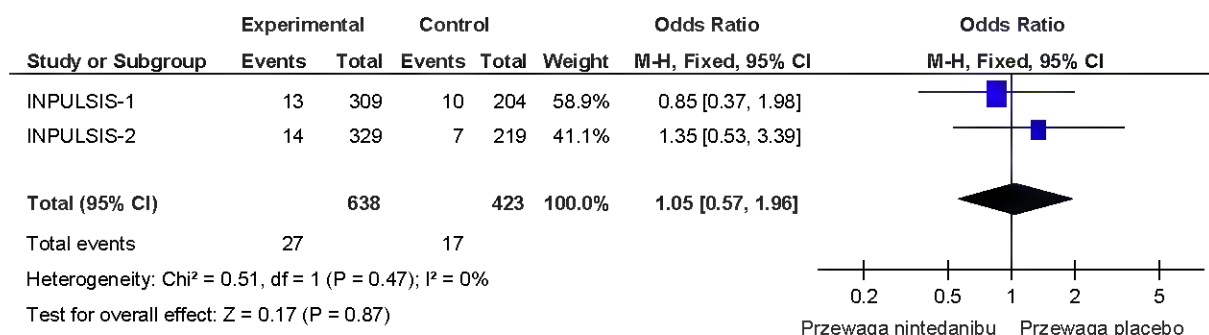 Experimental Control Odds Ratio Odds Ratio
Study or Subgroup Events Total Events Total Weight M-H, Fixed, 95% CI M-H, Fixed, 95% CI
INPULSIS-1 13 309 10 204 58.9% 0.85 [0.37, 1.98]
INPULSIS-2 14 329 7 219 41.1% 1.35 [0.53, 3.39]
Total (95% CI) 638 423 100.0% 1.05 [0.57, 1.96]
Total events 27 17
Heterogeneity: Chi² = 0.51, df = 1 (P = 0.47); I² = 0%
Test for overall effect: Z = 0.17 (P = 0.87)
0.2 0.5 1 2 5
Przewaga nintedanibu Przewaga placebo